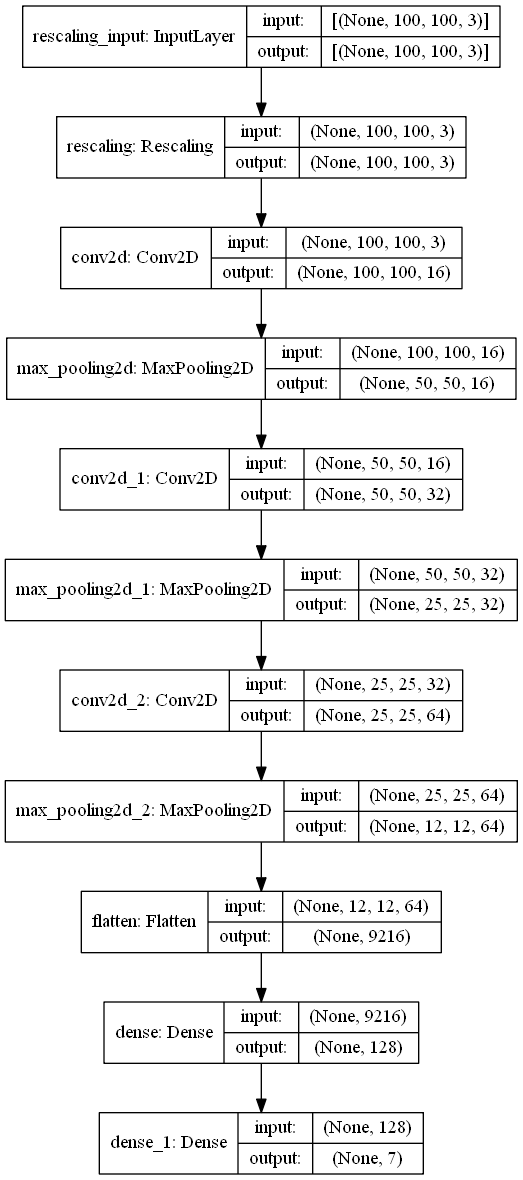 rescaling_input: InputLayer
input:
[(None, 100, 100, 3)]
output:
[(None, 100, 100, 3)]
rescaling: Rescaling
input:
(None, 100, 100, 3)
output:
(None, 100, 100, 3)
conv2d: Conv2D
input:
(None, 100, 100, 3)
output:
(None, 100, 100, 16)
max_pooling2d: MaxPooling2D
input:
(None, 100, 100, 16)
output:
(None, 50, 50, 16)
conv2d_1: Conv2D
input:
(None, 50, 50, 16)
output:
(None, 50, 50, 32)
max_pooling2d_1: MaxPooling2D
input:
(None, 50, 50, 32)
output:
(None, 25, 25, 32)
conv2d_2: Conv2D
input:
(None, 25, 25, 32)
output:
(None, 25, 25, 64)
max_pooling2d_2: MaxPooling2D
input:
(None, 25, 25, 64)
output:
(None, 12, 12, 64)
flatten: Flatten
input:
(None, 12, 12, 64)
output:
(None, 9216)
dense: Dense
input:
(None, 9216)
output:
(None, 128)
dense_1: Dense
input:
(None, 128)
output:
(None, 7)